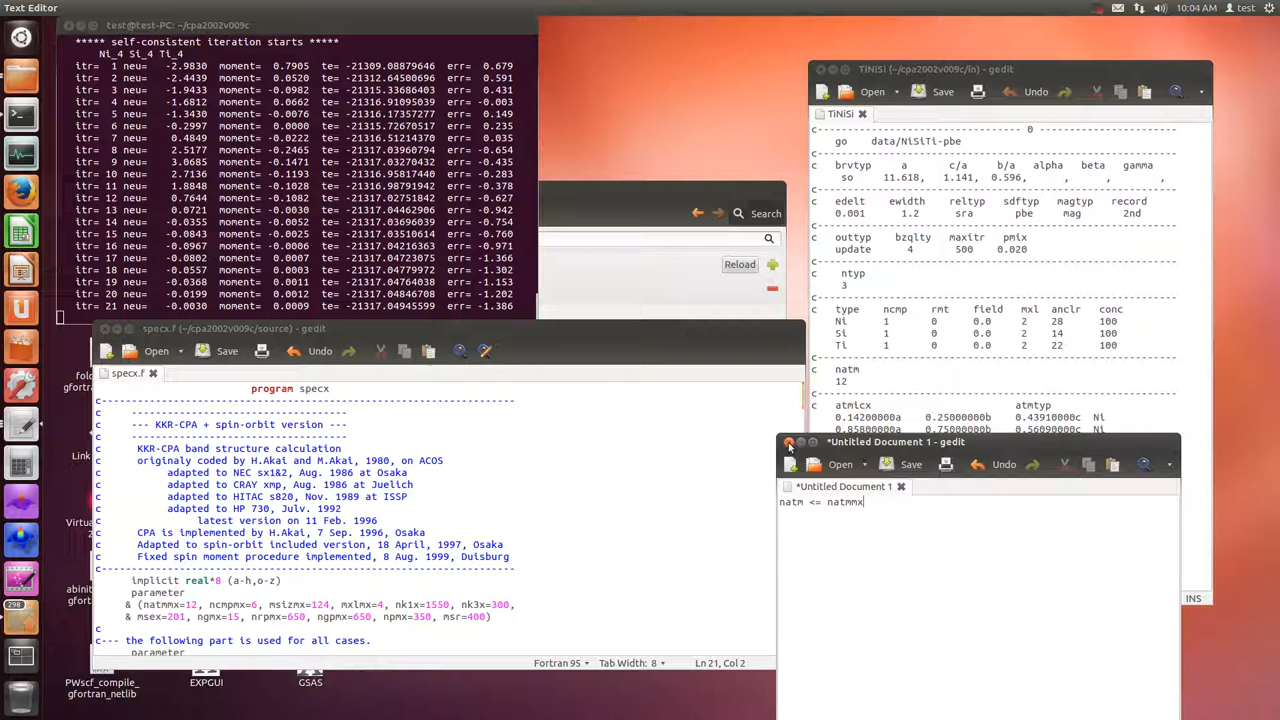 Text Editor
10:04 AM
test
test@test-PC: ~/cpa2002v009c
***** self-consistent iteration starts *****
Ni_4 Si_4 Ti_4
itr= 1 neu= -2.9830 moment= 0.7905 te= -21309.08879646 err= 0.679
itr= 2 neu= -2.4439 moment= 0.0520 te= -21312.64500696 err= 0.591
itr= 3 neu= -1.9433 moment= -0.0982 te= -21315.33686403 err= 0.431
itr= 4 neu= -1.6812 moment= 0.0662 te= -21316.91095039 err= -0.003
itr= 5 neu= -1.3430 moment= -0.0764 te= -21316.17357277 err= 0.149
itr= 6 neu= -0.2997 moment= 0.0000 te= -21315.72670517 err= 0.235
itr= 7 neu= 0.4849 moment= -0.0222 te= -21316.51214370 err= 0.035
itr= 8 neu= 2.5177 moment= -0.2465 te= -21316.93814370 err= -0.654
itr= 9 neu= 3.0685 moment= -0.1471 te= -21317.03270432 err= -0.435
itr= 10 neu= 2.7136 moment= -0.1193 te= -21316.95817440 err= -0.283
itr= 11 neu= 1.8848 moment= -0.1028 te= -21316.98791942 err= -0.378
itr= 12 neu= 0.7644 moment= -0.0108 te= -21317.02751842 err= -0.627
itr= 13 neu= 0.0721 moment= -0.0030 te= -21317.04462906 err= -0.942
itr= 14 neu= -0.0355 moment= -0.0052 te= -21317.03696039 err= -0.754
itr= 15 neu= -0.0843 moment= -0.0025 te= -21317.03510614 err= -0.760
itr= 16 neu= -0.0967 moment= -0.0006 te= -21317.04216363 err= -0.971
itr= 17 neu= -0.0802 moment= 0.0007 te= -21317.04723075 err= -1.366
itr= 18 neu= -0.0557 moment= 0.0003 te= -21317.04779972 err= -1.302
itr= 19 neu= -0.0368 moment= 0.0011 te= -21317.04764038 err= -1.153
itr= 20 neu= -0.0199 moment= 0.0012 te= -21317.04846708 err= -1.202
itr= 21 neu= -0.0030 moment= 0.0009 te= -21317.04945599 err= -1.386
Search
Reload
TiNiSi (~/cpa2002v009c/in) - gedit
Open Save Undo
TiNiSi
c---------------------- 0 ----------------------
go data/NiSiTi-pbe
c------------------------------------------------------------
c brvtyp a c/a b/a alpha beta gamma
so 11.618, 1.141, 0.596, , , ,
c------------------------------------------------------------
c edelt ewidth reltyp sdftyp magtyp record
0.001 1.2 sra pbe mag 2nd
c------------------------------------------------------------
c outtyp bzqlty maxitr pmix
update 4 500 0.020
c------------------------------------------------------------
c ntyp
3
c------------------------------------------------------------
c type ncmp rmt field mxl anclr conc
Ni 1 0 0.0 2 28 100
Si 1 0 0.0 2 14 100
Ti 1 0 0.0 2 22 100
c------------------------------------------------------------
c natm
12
c------------------------------------------------------------
c atmicx atmtyp
0.14200000a 0.25000000b 0.43910000c Ni
0.85800000a 0.75000000b 0.56090000c Ni
INS
specx.f (~/cpa2002v009c/source) - gedit
Open Save Undo
specx.f
program specx
c---------------------------------------------------------------------
c -----------------------------------
c --- KKR-CPA + spin-orbit version ---
c -----------------------------------
c KKR-CPA band structure calculation
c originaly coded by H.Akai and M.Akai, 1980, on ACOS
c adapted to NEC sx1&2, Aug. 1986 at Osaka
c adapted to CRAY xmp, Aug. 1986 at Juelich
c adapted to HITAC s820, Nov. 1989 at ISSP
c adapted to HP 730, Julv. 1992
c latest version on 11 Feb. 1996
c CPA is implemented by H.Akai, 7 Sep. 1996, Osaka
c Adapted to spin-orbit included version, 18 April, 1997, Osaka
c Fixed spin moment procedure implemented, 8 Aug. 1999, Duisburg
c---------------------------------------------------------------------
implicit real*8 (a-h,o-z)
parameter
& (natmmx=12, ncmpmx=6, msizmx=124, mxlmx=4, nk1x=1550, nk3x=300,
& msex=201, ngmx=15, nrpmx=650, ngpmx=650, npmx=350, msr=400)
c
c--- the following part is used for all cases.
parameter
Fortran 95 Tab Width: 8 Ln 21, Col 2
*Untitled Document 1 - gedit
Open Save Undo
*Untitled Document 1
natm <= natmmx
298
PWscf_compile_
gfortran_netlib
EXPGUI
GSAS